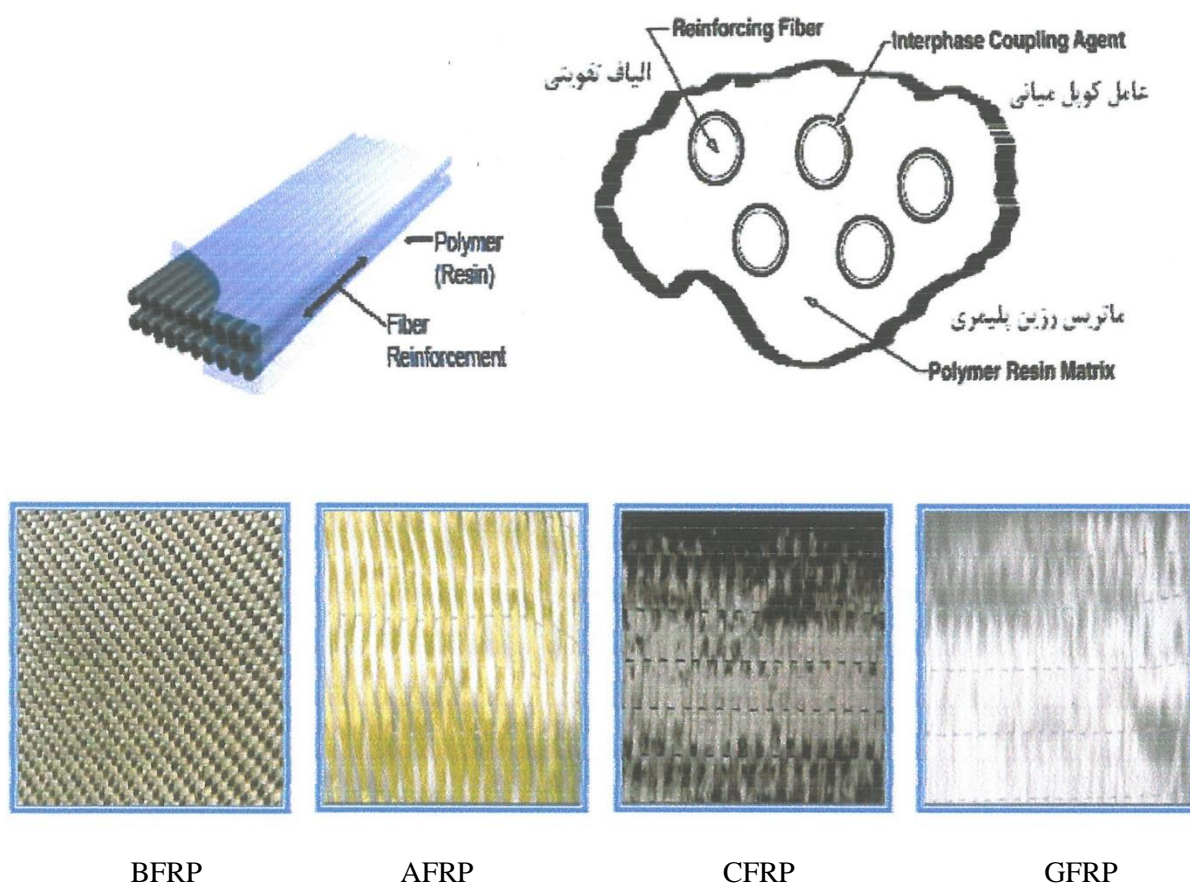 Reinforcing Fiber
Interphase Coupling Agent
الیاف تقویتی
عامل کوپل میانی
Polymer
(Resin)
Fiber
Reinforcement
ماتریس رزین پلیمری
Polymer Resin Matrix
BFRP AFRP CFRP GFRP